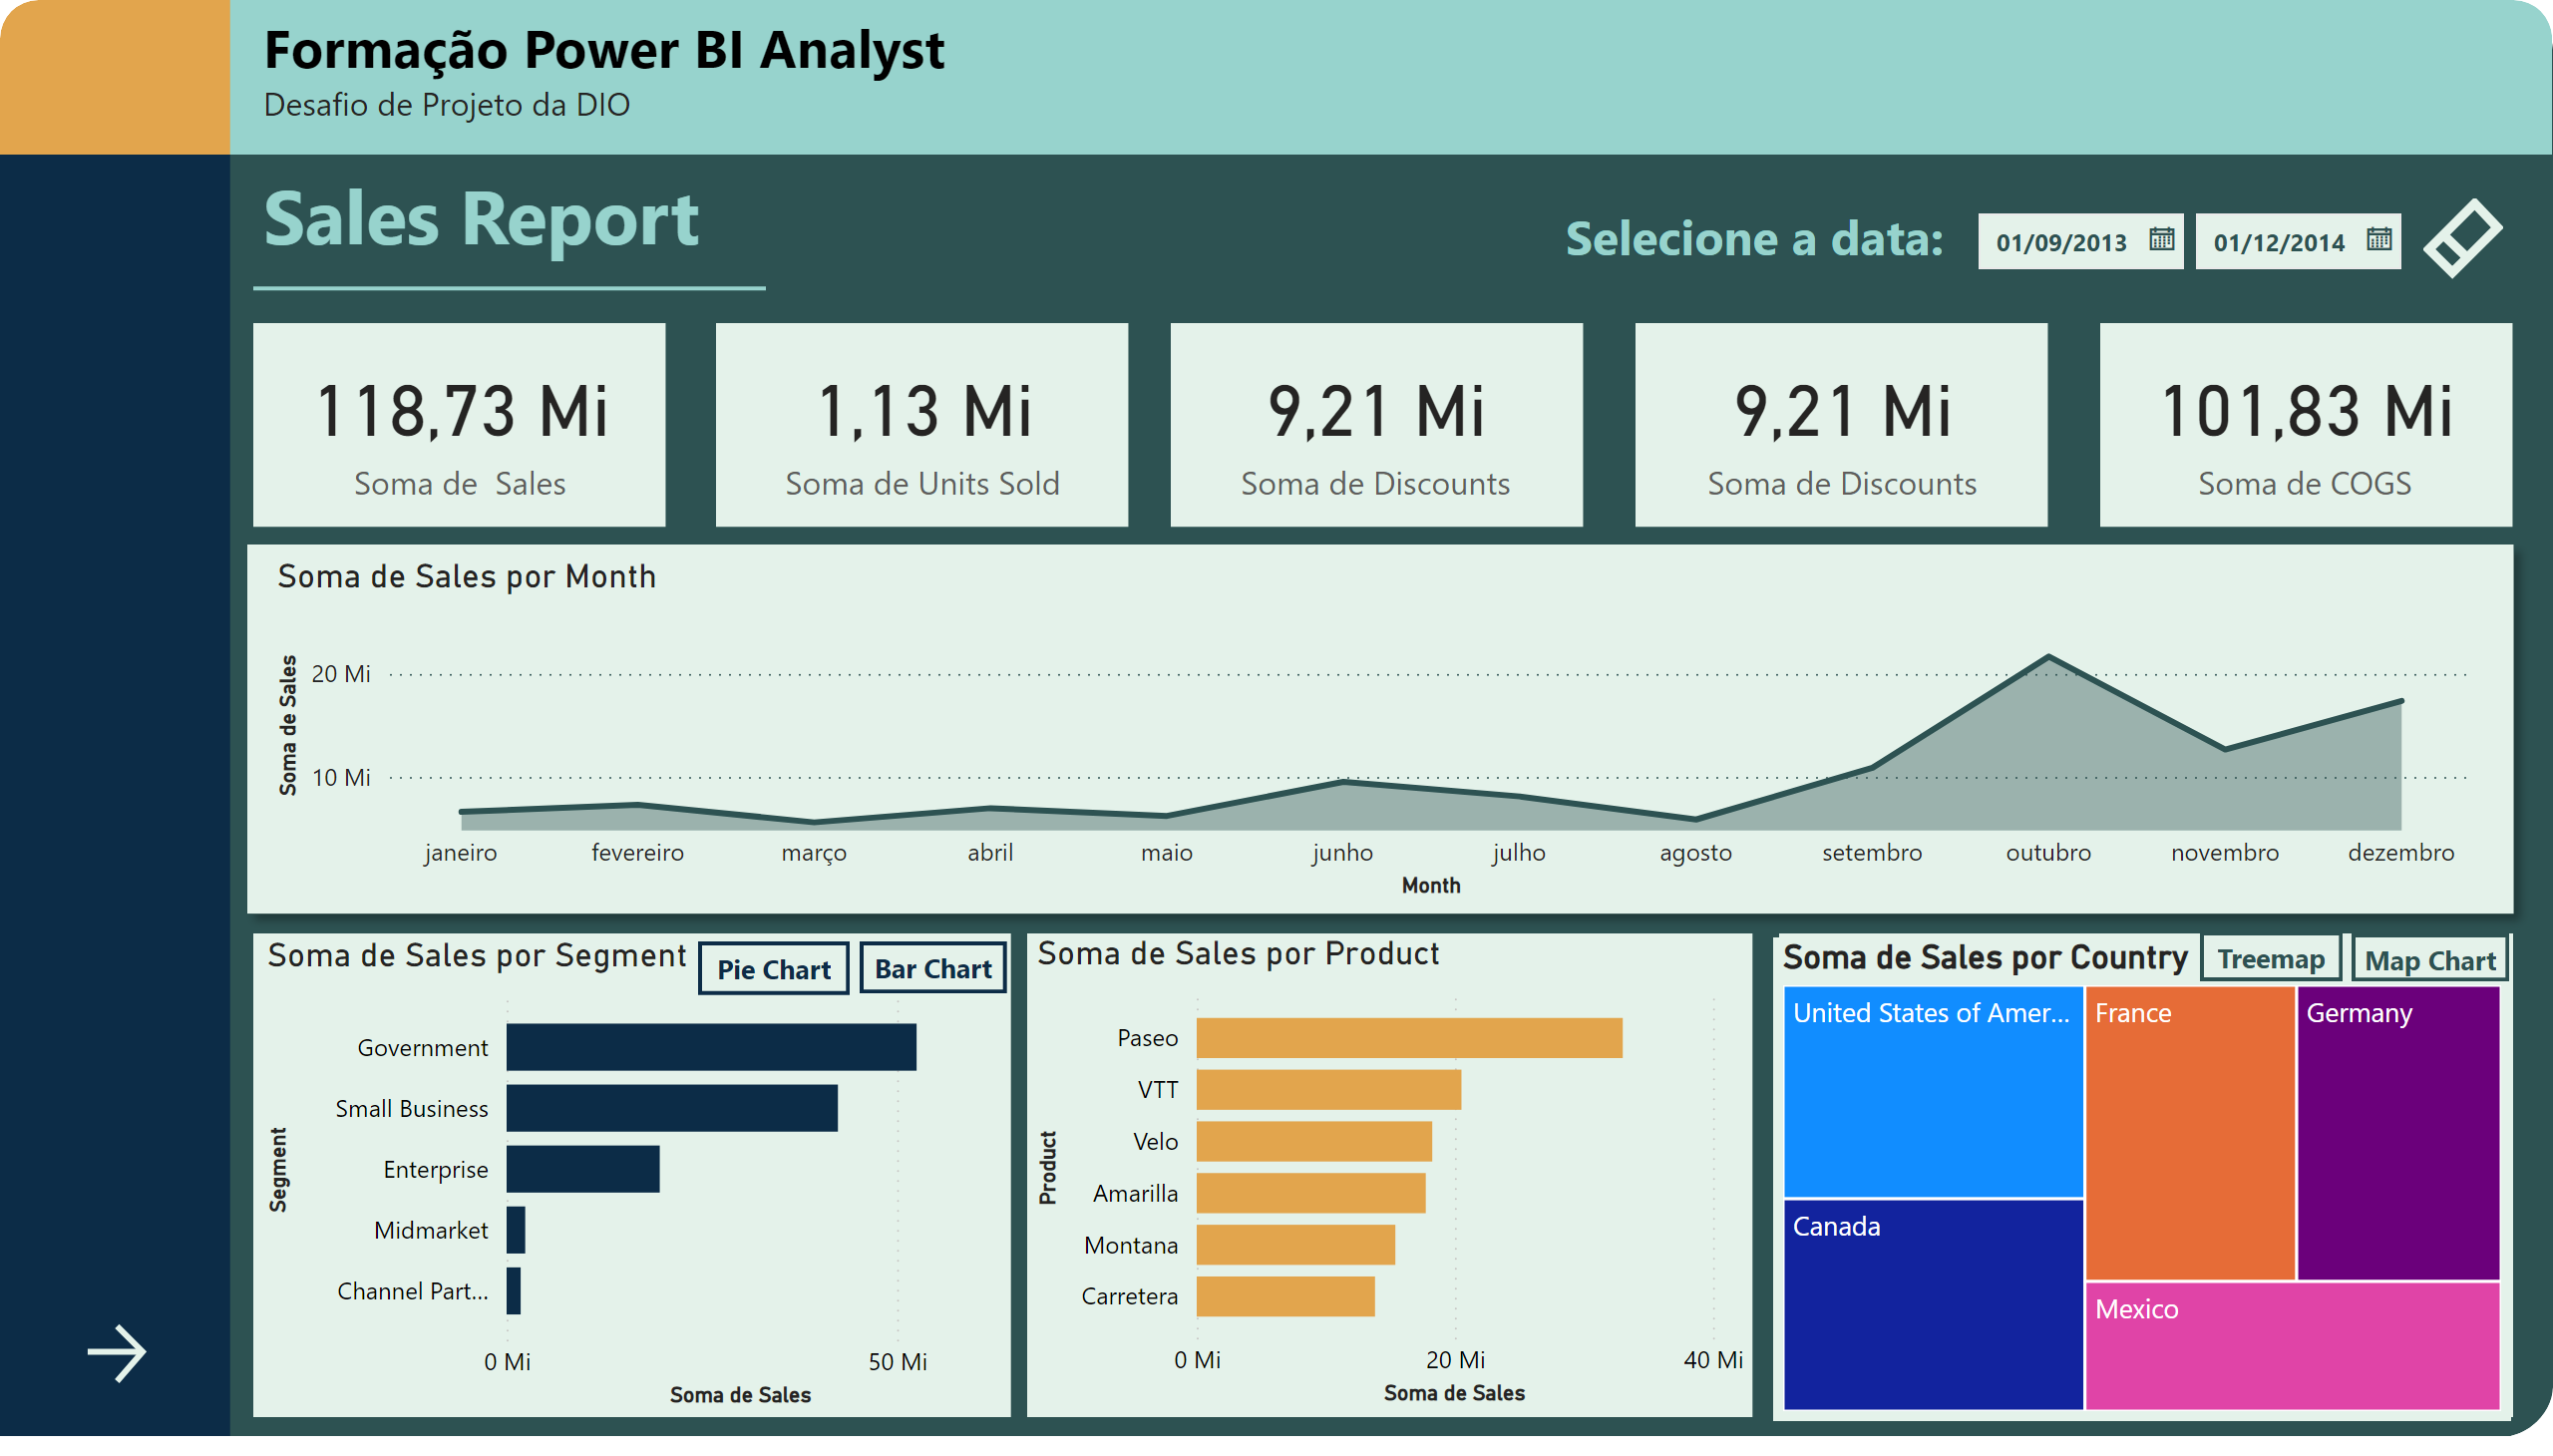 Formação Power BI Analyst
Desafio de Projeto da DIO
Sales Report
Selecione a data:
01/09/2013
01/12/2014
118,73 Mi
Soma de  Sales
1,13 Mi
Soma de Units Sold
9,21 Mi
Soma de Discounts
9,21 Mi
Soma de Discounts
101,83 Mi
Soma de COGS
Soma de Sales por Month
Soma de Sales
20 Mi
10 Mi
janeiro fevereiro março abril maio junho julho agosto setembro outubro novembro dezembro
Month
Soma de Sales por Segment
Pie Chart
Bar Chart
Segment
Government
Small Business
Enterprise
Midmarket
Channel Part...
0 Mi 50 Mi
Soma de Sales
Soma de Sales por Product
Product
Paseo
VTT
Velo
Amarilla
Montana
Carretera
0 Mi 20 Mi 40 Mi
Soma de Sales
Soma de Sales por Country
Treemap
Map Chart
United States of Amer...
France
Germany
Canada
Mexico